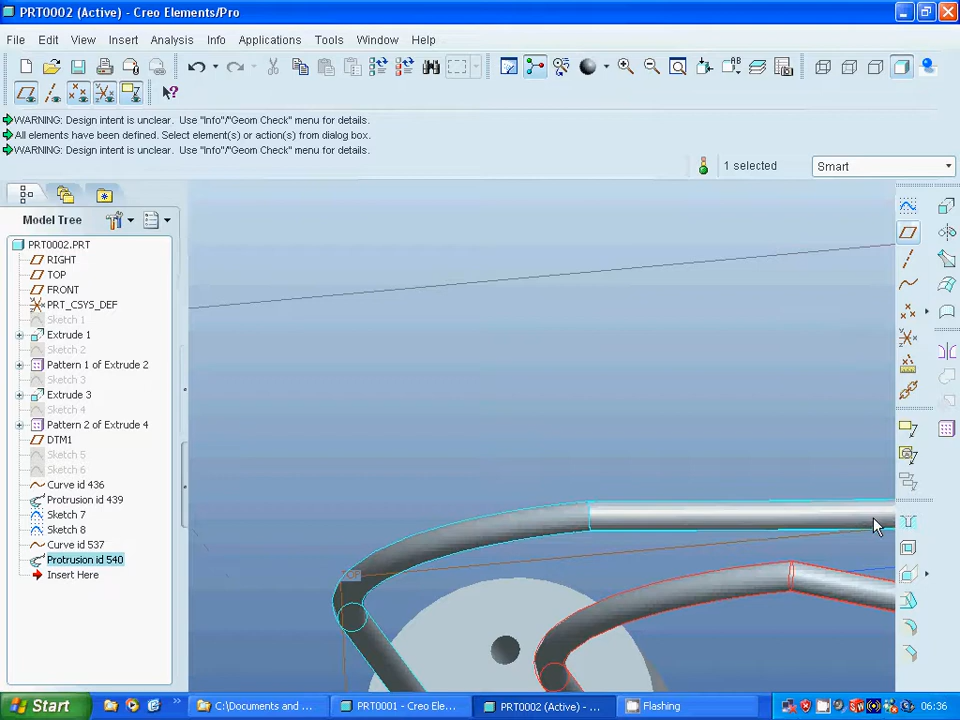 PRT0002 (Active) - Creo Elements/Pro
File Edit View Insert Analysis Info Applications Tools Window Help
WARNING: Design intent is unclear. Use "Info"/"Geom Check" menu for details.
All elements have been defined. Select element(s) or action(s) from dialog box.
WARNING: Design intent is unclear. Use "Info"/"Geom Check" menu for details.
1 selected
Smart
Model Tree
PRT0002.PRT
RIGHT
TOP
FRONT
PRT_CSYS_DEF
Sketch 1
Extrude 1
Sketch 2
Pattern 1 of Extrude 2
Sketch 3
Extrude 3
Sketch 4
Pattern 2 of Extrude 4
DTM1
Sketch 5
Sketch 6
Curve id 436
Protrusion id 439
Sketch 7
Sketch 8
Curve id 537
Protrusion id 540
Insert Here
TOP
Start
C:\Documents and ...
PRT0001 - Creo Ele...
PRT0002 (Active) - ...
Flashing
06:36